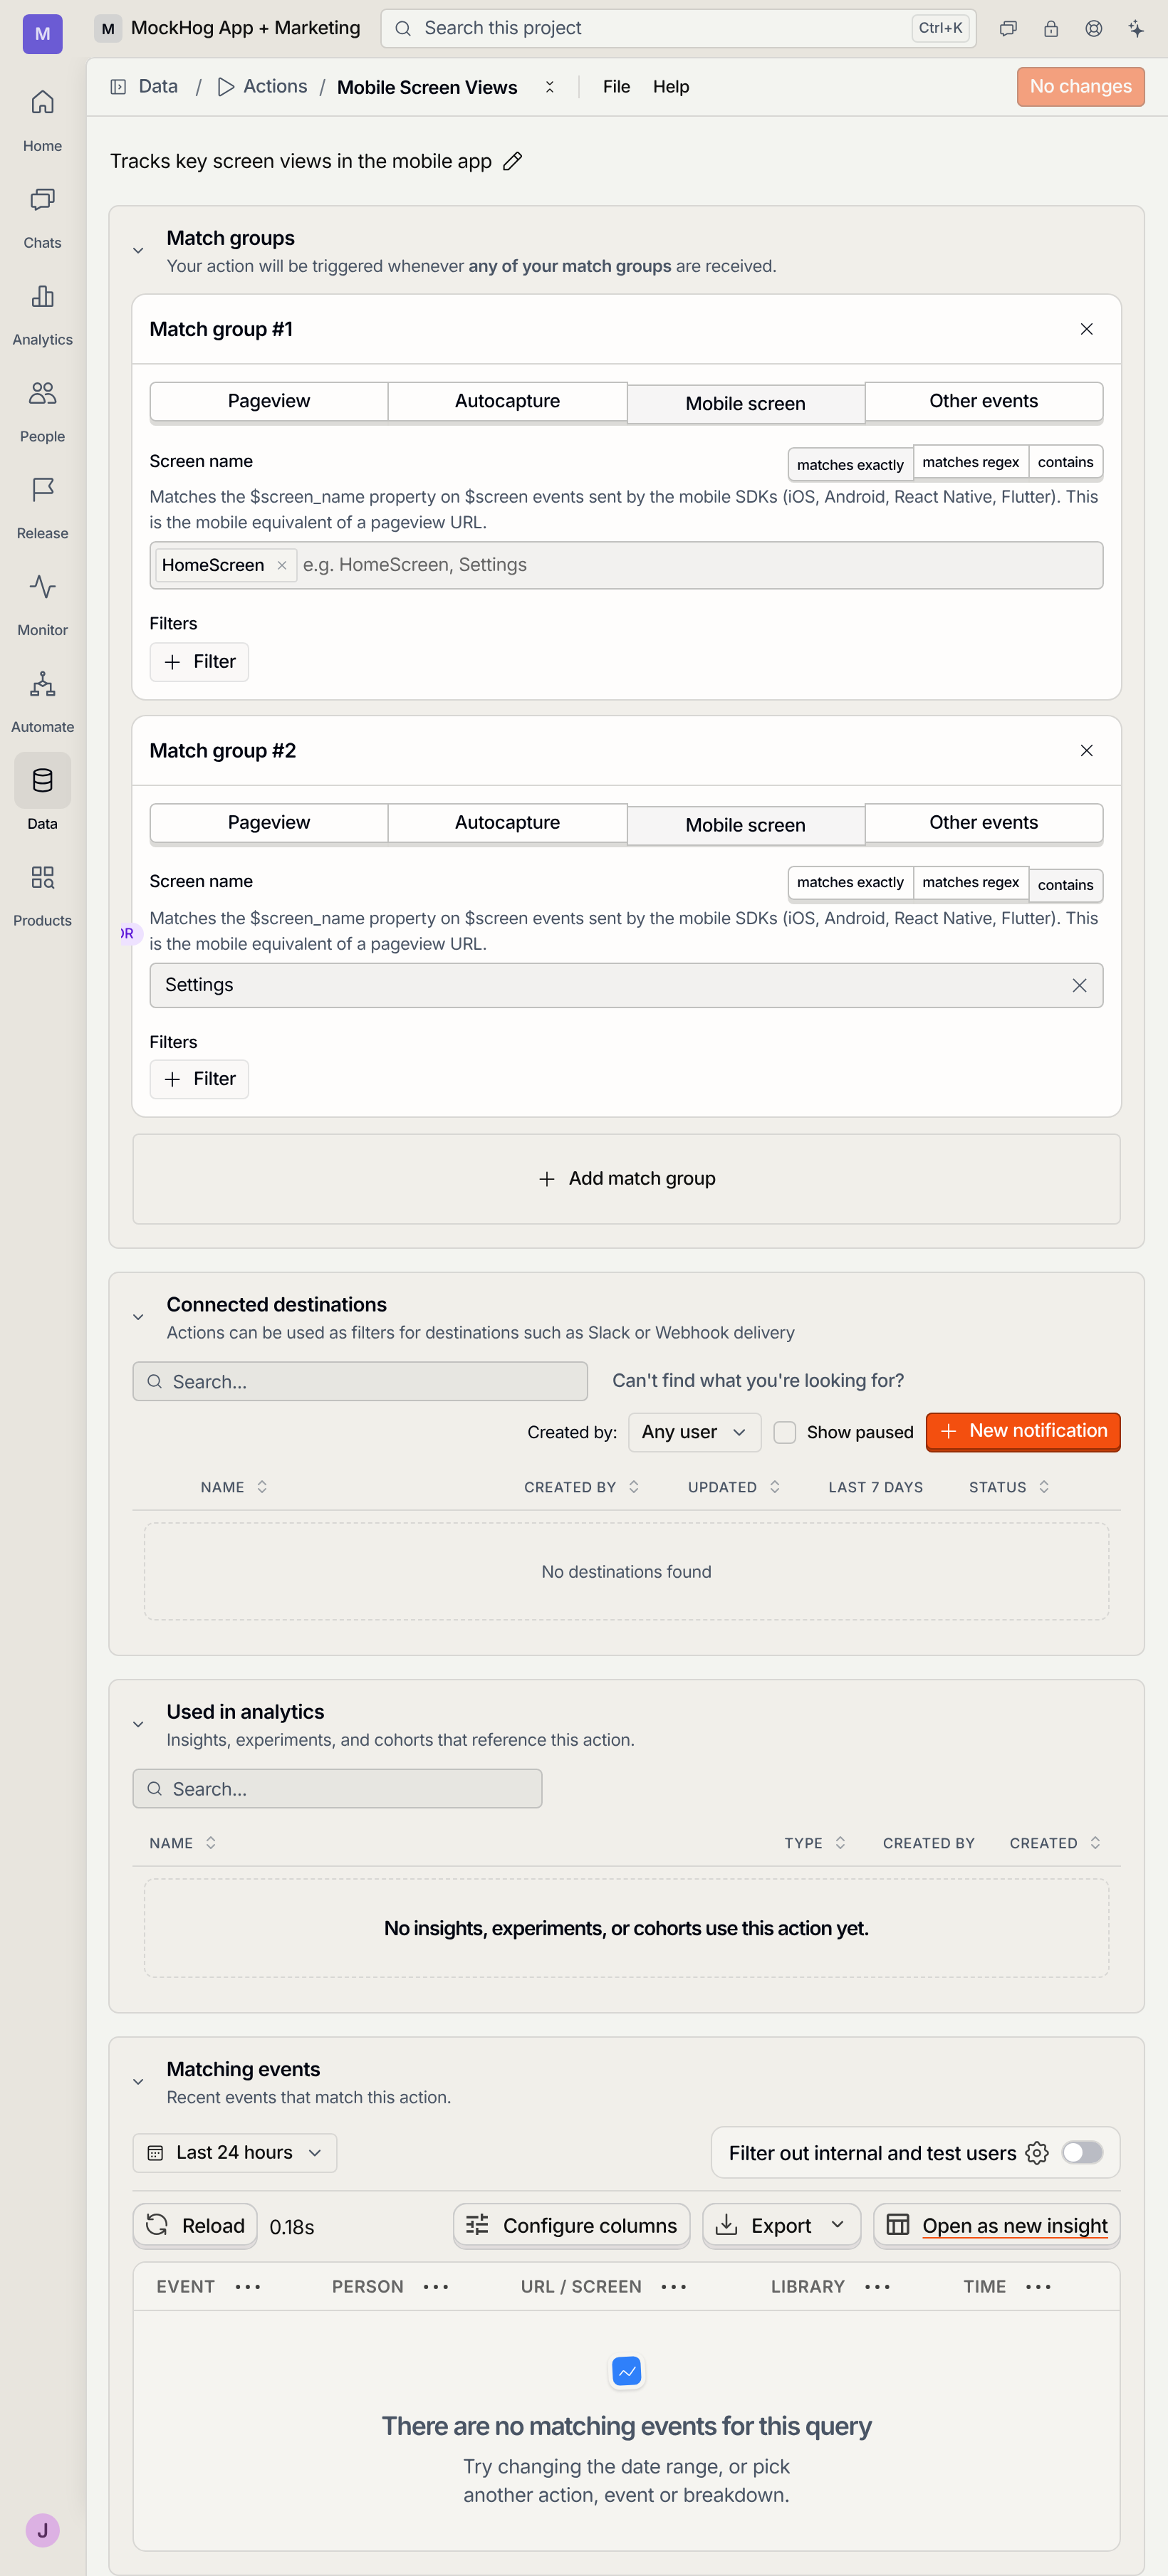 M
M MockHog App + Marketing
Search this project
Ctrl+K
Home
Chats
Analytics
People
Release
Monitor
Automate
Data
Products
J
Data / Actions / Mobile Screen Views
File Help
No changes
Tracks key screen views in the mobile app
Match groups
Your action will be triggered whenever any of your match groups are received.
Match group #1
Pageview Autocapture Mobile screen Other events
Screen name
matches exactly matches regex contains
Matches the $screen_name property on $screen events sent by the mobile SDKs (iOS, Android, React Native, Flutter). This
is the mobile equivalent of a pageview URL.
HomeScreen e.g. HomeScreen, Settings
Filters
Filter
Match group #2
Pageview Autocapture Mobile screen Other events
Screen name
matches exactly matches regex contains
Matches the $screen_name property on $screen events sent by the mobile SDKs (iOS, Android, React Native, Flutter). This
OR
is the mobile equivalent of a pageview URL.
Settings
Filters
Filter
Add match group
Connected destinations
Actions can be used as filters for destinations such as Slack or Webhook delivery
Search...
Can't find what you're looking for?
Created by: Any user Show paused New notification
NAME CREATED BY UPDATED LAST 7 DAYS STATUS
No destinations found
Used in analytics
Insights, experiments, and cohorts that reference this action.
Search...
NAME TYPE CREATED BY CREATED
No insights, experiments, or cohorts use this action yet.
Matching events
Recent events that match this action.
Last 24 hours
Filter out internal and test users
Reload 0.18s
Configure columns Export Open as new insight
EVENT PERSON URL / SCREEN LIBRARY TIME
There are no matching events for this query
Try changing the date range, or pick
another action, event or breakdown.